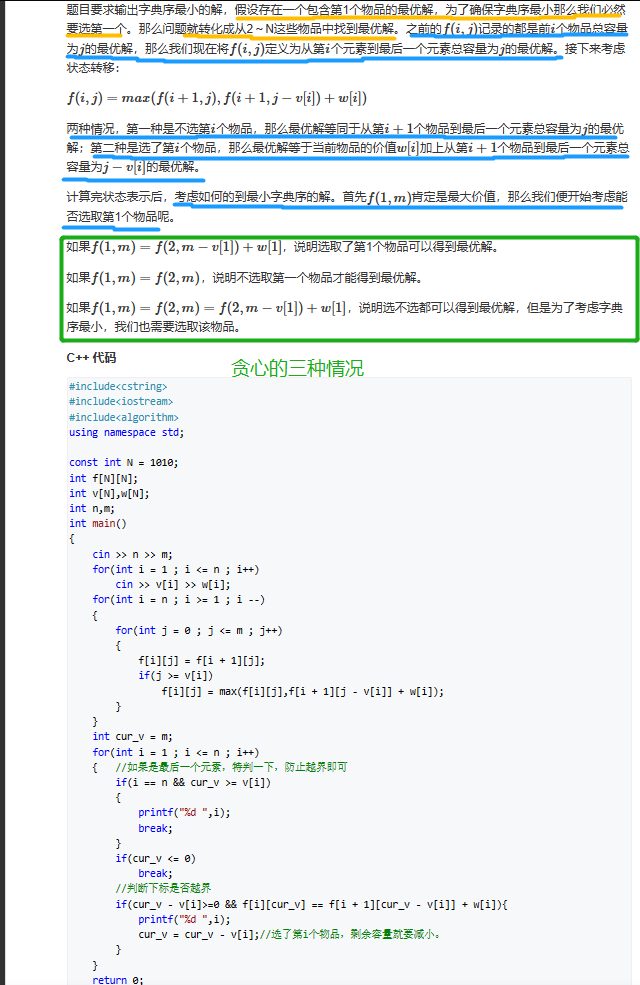 题目要求输出字典序最小的解，假设存在一个包含第1个物品的最优解，为了确保字典序最小那么我们必然
要选第一个。那么问题就转化成从2～N这些物品中找到最优解。之前的f(i,j)记录的都是前i个物品总容量
为j的最优解，那么我们现在将f(i,j)定义为从第i个元素到最后一个元素总容量为j的最优解。接下来考虑
状态转移：
f(i,j) = max(f(i+1,j), f(i+1,j−v[i])+w[i])
两种情况，第一种是不选第i个物品，那么最优解等同于从第i+1个物品到最后一个元素总容量为j的最优
解；第二种是选了第i个物品，那么最优解等于当前物品的价值w[i]加上从第i+1个物品到最后一个元素总
容量为j−v[i]的最优解。
计算完状态表示后，考虑如何的到最小字典序的解。首先f(1,m)肯定是最大价值，那么我们便开始考虑能
否选取第1个物品呢。
如果f(1,m) = f(2,m−v[1])+w[1]，说明选取了第1个物品可以得到最优解。
如果f(1,m) = f(2,m)，说明不选取第一个物品才能得到最优解。
如果f(1,m) = f(2,m) = f(2,m−v[1])+w[1]，说明选不选都可以得到最优解，但是为了考虑字典
序最小，我们也需要选取该物品。
C++ 代码
贪心的三种情况
#include<cstring>
#include<iostream>
#include<algorithm>
using namespace std;
const int N = 1010;
int f[N][N];
int v[N],w[N];
int n,m;
int main()
{
cin >> n >> m;
for(int i = 1 ; i <= n ; i++)
cin >> v[i] >> w[i];
for(int i = n ; i >= 1 ; i --)
{
for(int j = 0 ; j <= m ; j++)
{
f[i][j] = f[i + 1][j];
if(j >= v[i])
f[i][j] = max(f[i][j],f[i + 1][j - v[i]] + w[i]);
}
}
int cur_v = m;
for(int i = 1 ; i <= n ; i++)
{ //如果是最后一个元素，特判一下，防止越界即可
if(i == n && cur_v >= v[i])
{
printf("%d ",i);
break;
}
if(cur_v <= 0)
break;
//判断下标是否越界
if(cur_v - v[i]>=0 && f[i][cur_v] == f[i + 1][cur_v - v[i]] + w[i]){
printf("%d ",i);
cur_v = cur_v - v[i];//选了第i个物品，剩余容量就要减小。
}
}
return 0;